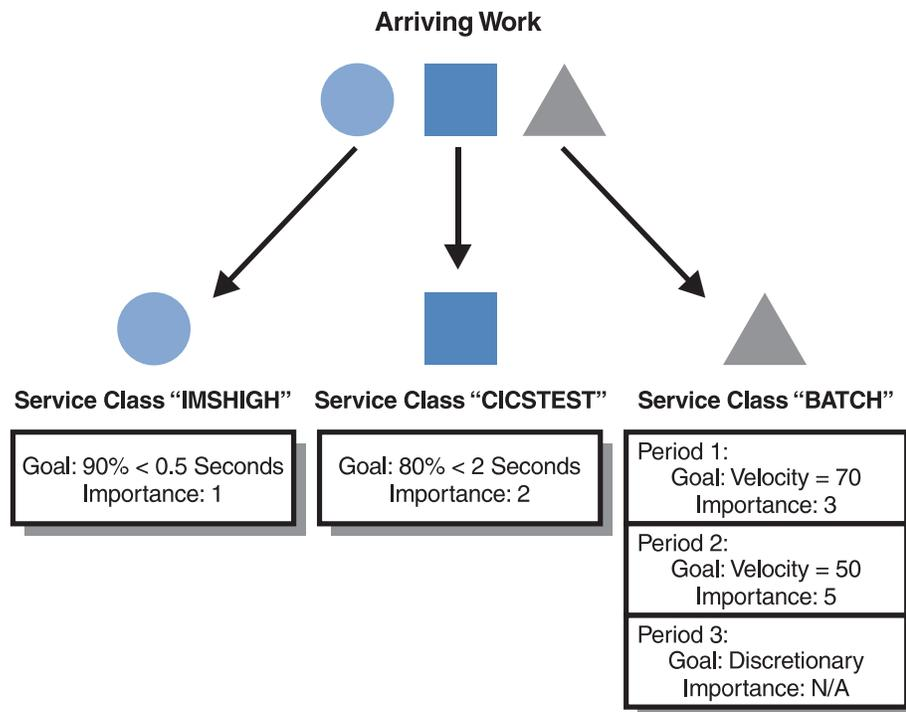 Arriving Work
Service Class “IMSHIGH”
Goal: 90% < 0.5 Seconds
Importance: 1
Service Class “CICSTEST”
Goal: 80% < 2 Seconds
Importance: 2
Service Class “BATCH”
Period 1:
Goal: Velocity = 70
Importance: 3
Period 2:
Goal: Velocity = 50
Importance: 5
Period 3:
Goal: Discretionary
Importance: N/A